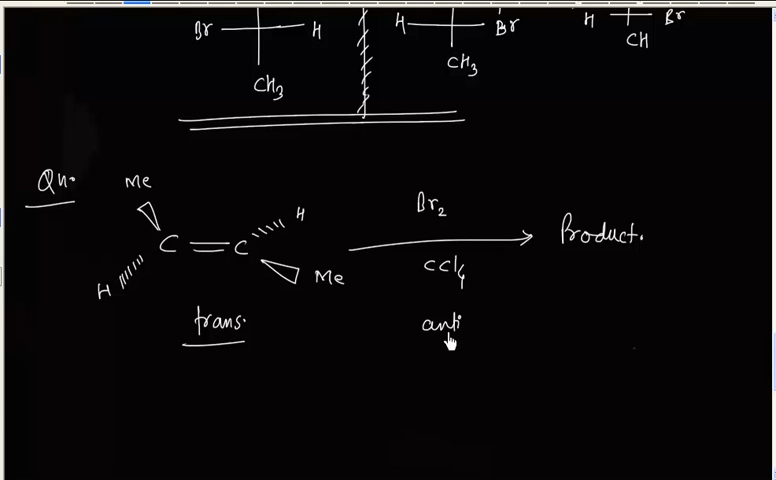 Br H H Br H Br
CH3 CH3 CH
Qn. Me H Br2
C = C Product.
H Me CCl4
trans. anti